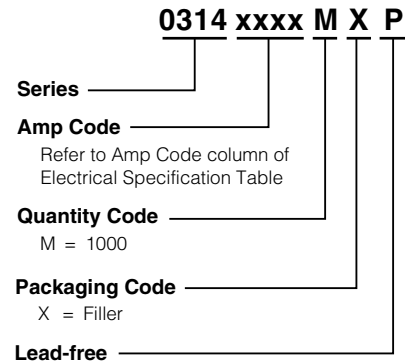 0314 xxxx M X P
Series
Amp Code
Refer to Amp Code column of
Electrical Specification Table
Quantity Code
M = 1000
Packaging Code
X = Filler
Lead-free